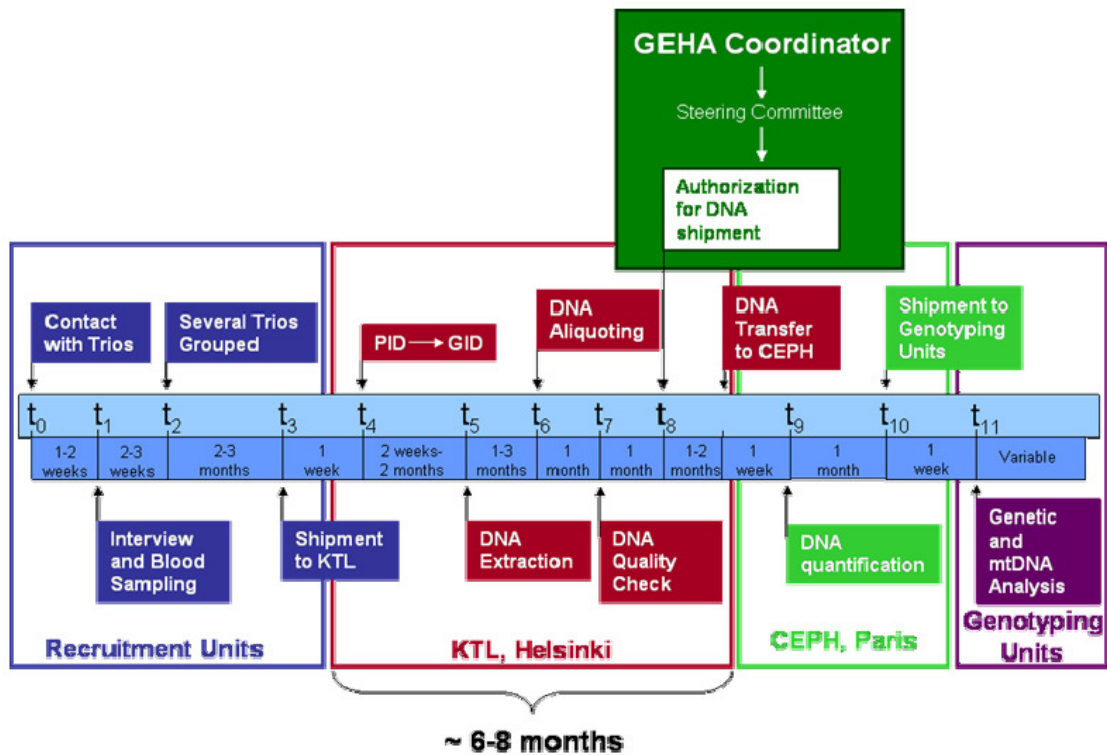 GEHA Coordinator
Steering Committee
Authorization
for DNA
shipment
Contact
with Trios
Several Trios
Grouped
PID → GID
DNA
Aliquoting
DNA
Transfer
to CEPH
Shipment to
Genotyping
Units
t0 t1 t2 t3 t4 t5 t6 t7 t8 t9 t10 t11
1-2
weeks
2-3
weeks
2-3
months
1
week
2 weeks-
2 months
1-3
months
1
month
1
month
1-2
months
1
week
1
month
1
week
Variable
Interview
and Blood
Sampling
Shipment
to KTL
DNA
Extraction
DNA
Quality
Check
DNA
quantification
Genetic and
mtDNA
Analysis
Recruitment Units
KTL, Helsinki
CEPH, Paris
Genotyping
Units
~ 6-8 months